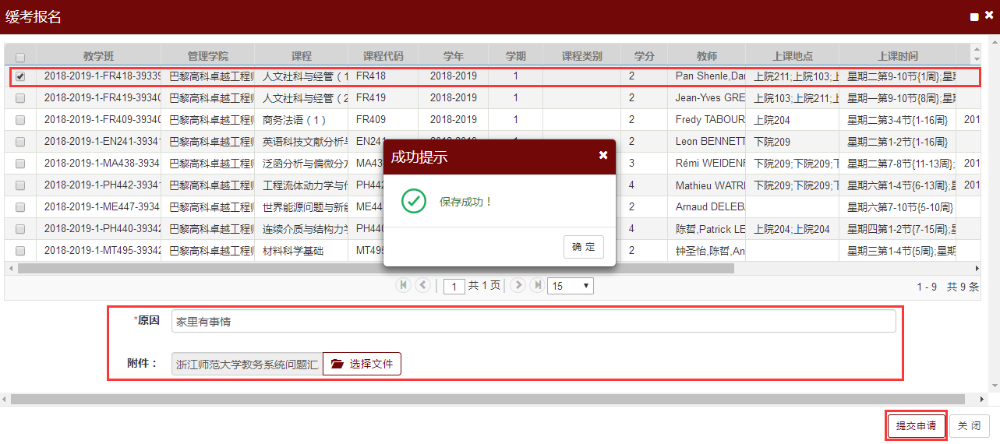 缓考报名
教学班 管理学院 课程 课程代码 学年 学期 课程类别 学分 教师 上课地点 上课时间
2018-2019-1-FR418-39339 巴黎高科卓越工程师 人文社科与经管（1 FR418 2018-2019 1 2 Pan Shenle,Dan 上院211;上院103;上 星期二第9-10节{1周};星期
2018-2019-1-FR419-39340 巴黎高科卓越工程师 人文社科与经管（2 FR419 2018-2019 1 2 Jean-Yves GRE 上院103;上院211;上 星期一第9-10节{8周};星期
2018-2019-1-FR409-39340 巴黎高科卓越工程师 商务法语（1） FR409 2018-2019 1 2 Fredy TABOUR 上院204 星期二第3-4节{1-16周} 201
2018-2019-1-EN241-3934 巴黎高科卓越工程师 英语科技文献分析与 EN241 2 Leon BENNETT 下院209 星期二第1-2节{1-16周}
2018-2019-1-MA438-3934 巴黎高科卓越工程师 泛函分析与偏微分方 MA43 3 Rémi WEIDENF 下院209;下院209;下 星期二第7-8节{11-13周}; 201
2018-2019-1-PH442-3934 巴黎高科卓越工程师 工程流体动力学与传 PH442 4 Mathieu WATRI 下院209;下院209;下 星期六第1-4节{6-13周};星 201
2018-2019-1-ME447-3934 巴黎高科卓越工程师 世界能源问题与新能 ME44 2 Arnaud DELEBA 星期六第7-10节{5-10周}
2018-2019-1-PH440-39342 巴黎高科卓越工程师 连续介质与结构力学 PH440 4 陈哲,Patrick LE 上院204;上院204 星期四第1-2节{7-15周};星
2018-2019-1-MT495-39342 巴黎高科卓越工程师 材料科学基础 MT495 2 钟圣怡,陈哲,An 星期三第1-4节{5周};星期
成功提示
保存成功！
确 定
1 共 1 页 15 1 - 9 共 9 条
*原因 家里有事情
附件： 浙江师范大学教务系统问题汇 选择文件
提交申请 关 闭